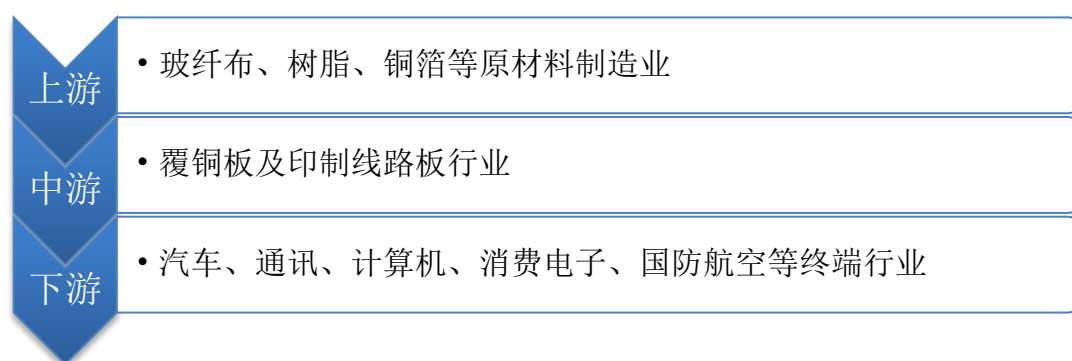 上游
• 玻纤布、树脂、铜箔等原材料制造业
中游
• 覆铜板及印制线路板行业
下游
• 汽车、通讯、计算机、消费电子、国防航空等终端行业